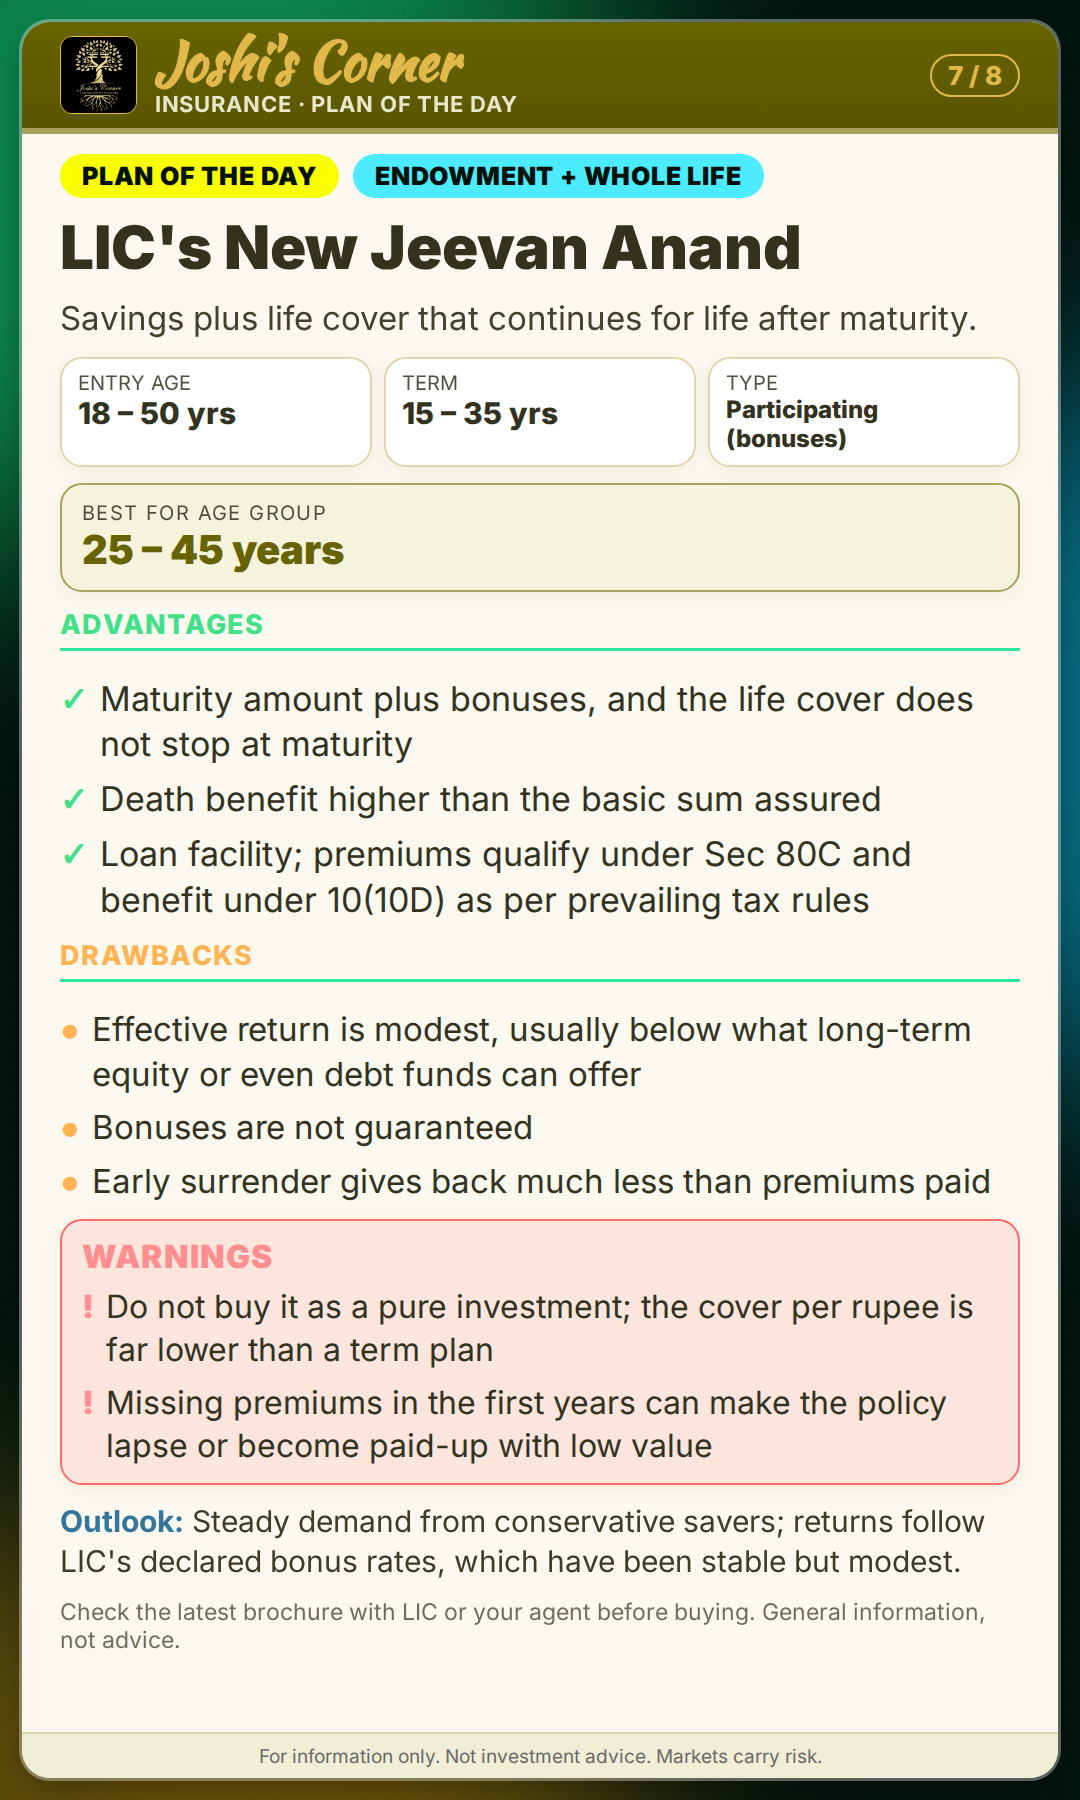 Joshi's Corner
Joshi's Corner
INSURANCE · PLAN OF THE DAY
7 / 8
PLAN OF THE DAY
ENDOWMENT + WHOLE LIFE
LIC's New Jeevan Anand
Savings plus life cover that continues for life after maturity.
ENTRY AGE
18 – 50 yrs
TERM
15 – 35 yrs
TYPE
Participating
(bonuses)
BEST FOR AGE GROUP
25 – 45 years
ADVANTAGES
✓ Maturity amount plus bonuses, and the life cover does
not stop at maturity
✓ Death benefit higher than the basic sum assured
✓ Loan facility; premiums qualify under Sec 80C and
benefit under 10(10D) as per prevailing tax rules
DRAWBACKS
● Effective return is modest, usually below what long-term
equity or even debt funds can offer
● Bonuses are not guaranteed
● Early surrender gives back much less than premiums paid
WARNINGS
! Do not buy it as a pure investment; the cover per rupee is
far lower than a term plan
! Missing premiums in the first years can make the policy
lapse or become paid-up with low value
Outlook: Steady demand from conservative savers; returns follow
LIC's declared bonus rates, which have been stable but modest.
Check the latest brochure with LIC or your agent before buying. General information,
not advice.
For information only. Not investment advice. Markets carry risk.